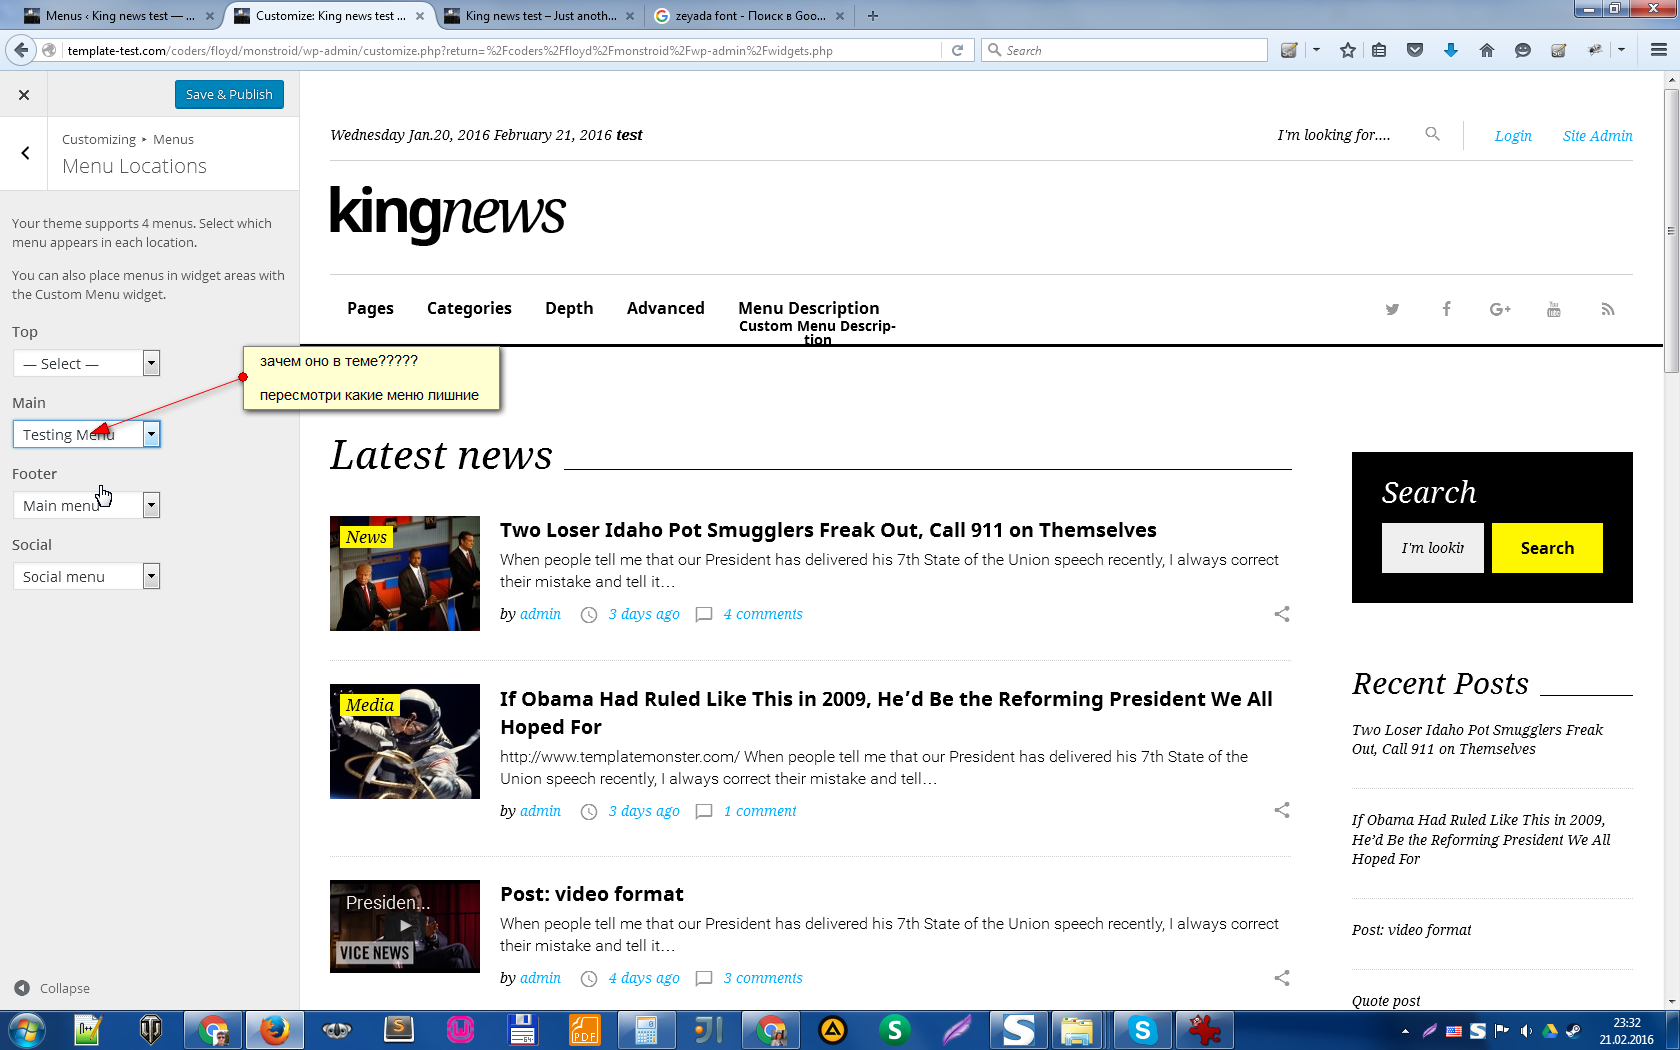 Menus ‹ King news test — ...
Customize: King news test ...
King news test – Just anoth...
zeyada font - Поиск в Goo...
template-test.com/coders/floyd/monstroid/wp-admin/customize.php?return=%2Fcoders%2Ffloyd%2Fmonstroid%2Fwp-admin%2Fwidgets.php
Search
Save & Publish
Customizing ▸ Menus
Menu Locations
Your theme supports 4 menus. Select which
menu appears in each location.
You can also place menus in widget areas with
the Custom Menu widget.
Top
— Select —
Main
Testing Menu
Footer
Main menu
Social
Social menu
Collapse
зачем оно в теме?????
пересмотри какие меню лишние
Wednesday Jan.20, 2016 February 21, 2016 test
I'm looking for....
Login
Site Admin
kingnews
Pages
Categories
Depth
Advanced
Menu Description
Custom Menu Descrip-
tion
You
Tube
Latest news
News
Two Loser Idaho Pot Smugglers Freak Out, Call 911 on Themselves
When people tell me that our President has delivered his 7th State of the Union speech recently, I always correct
their mistake and tell it…
by admin
3 days ago
4 comments
Media
If Obama Had Ruled Like This in 2009, He’d Be the Reforming President We All
Hoped For
http://www.templatemonster.com/ When people tell me that our President has delivered his 7th State of the
Union speech recently, I always correct their mistake and tell…
by admin
3 days ago
1 comment
Presiden...
VICE NEWS
Post: video format
When people tell me that our President has delivered his 7th State of the Union speech recently, I always correct
their mistake and tell it…
by admin
4 days ago
3 comments
Search
I'm lookin
Search
Recent Posts
Two Loser Idaho Pot Smugglers Freak
Out, Call 911 on Themselves
If Obama Had Ruled Like This in 2009,
He’d Be the Reforming President We All
Hoped For
Post: video format
Quote post
PDF
23:32
21.02.2016